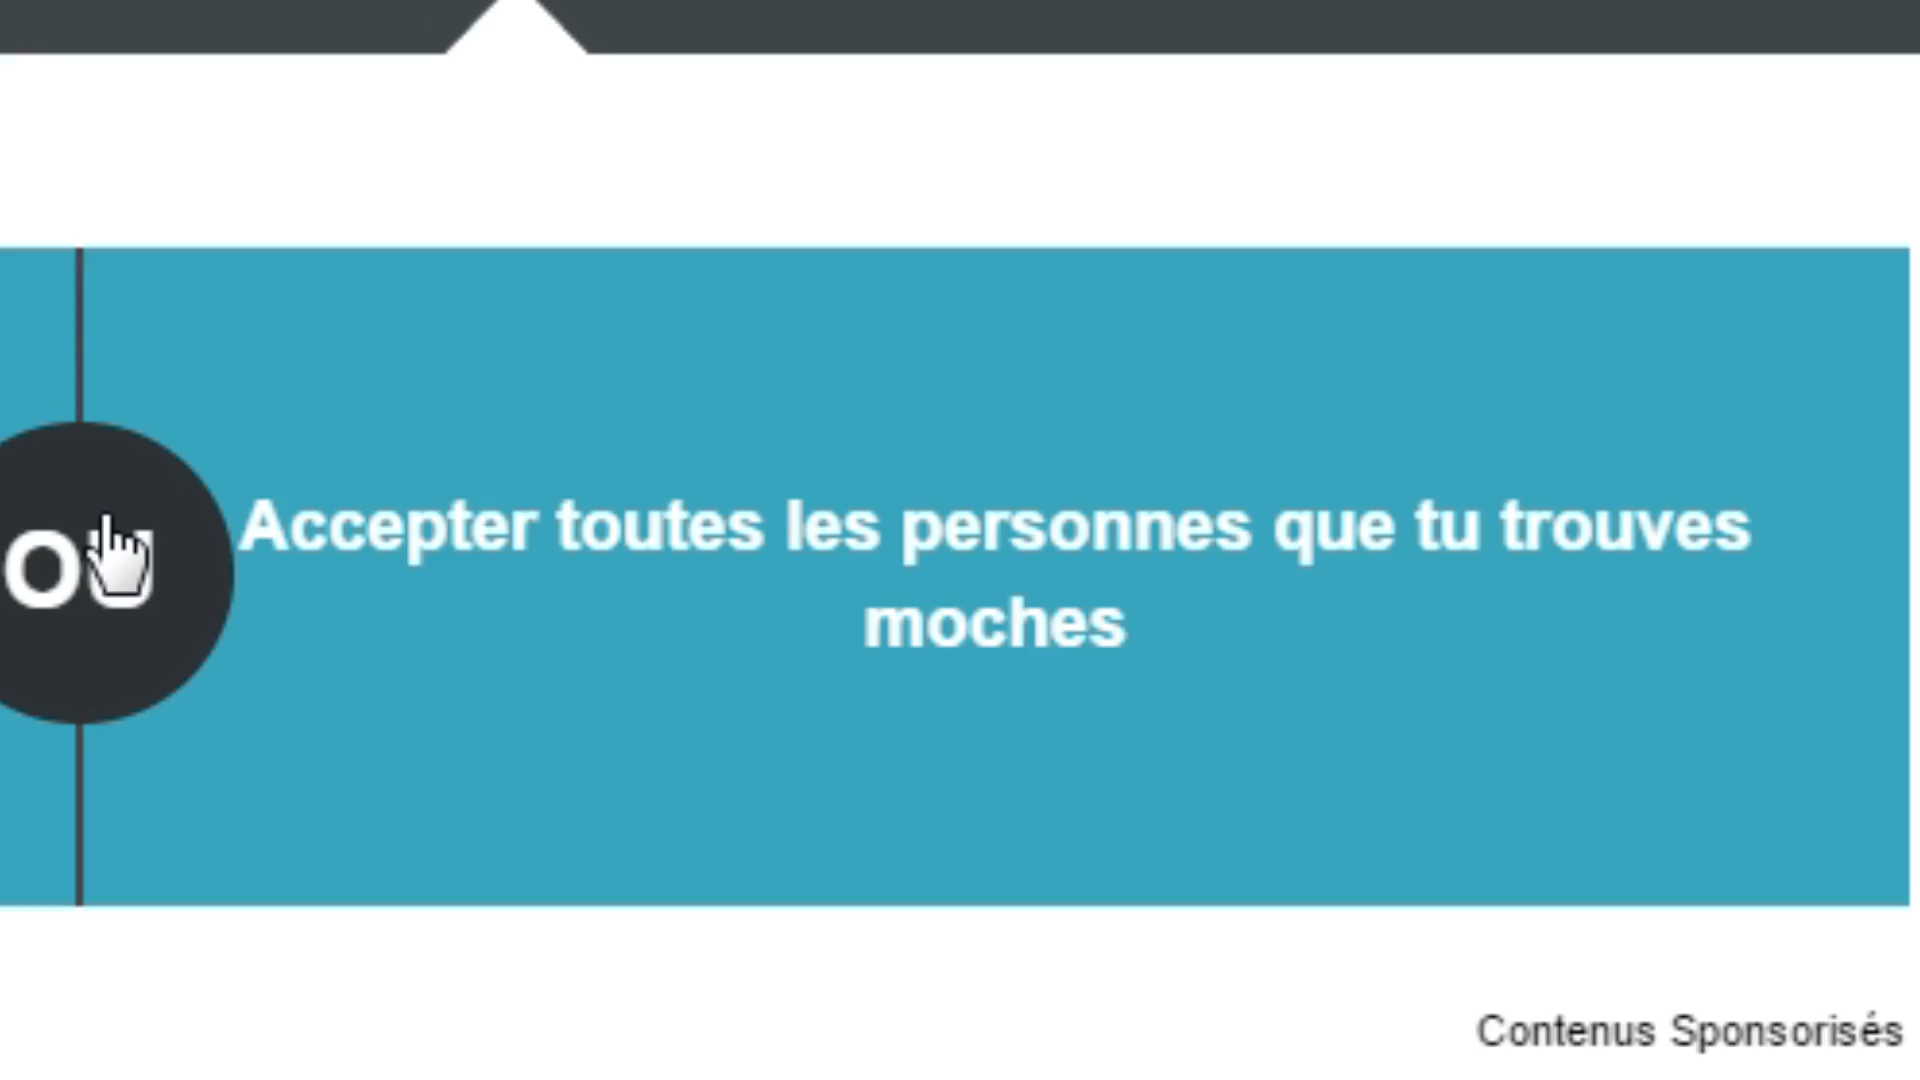 OU
Accepter toutes les personnes que tu trouves
moches
Contenus Sponsorisés